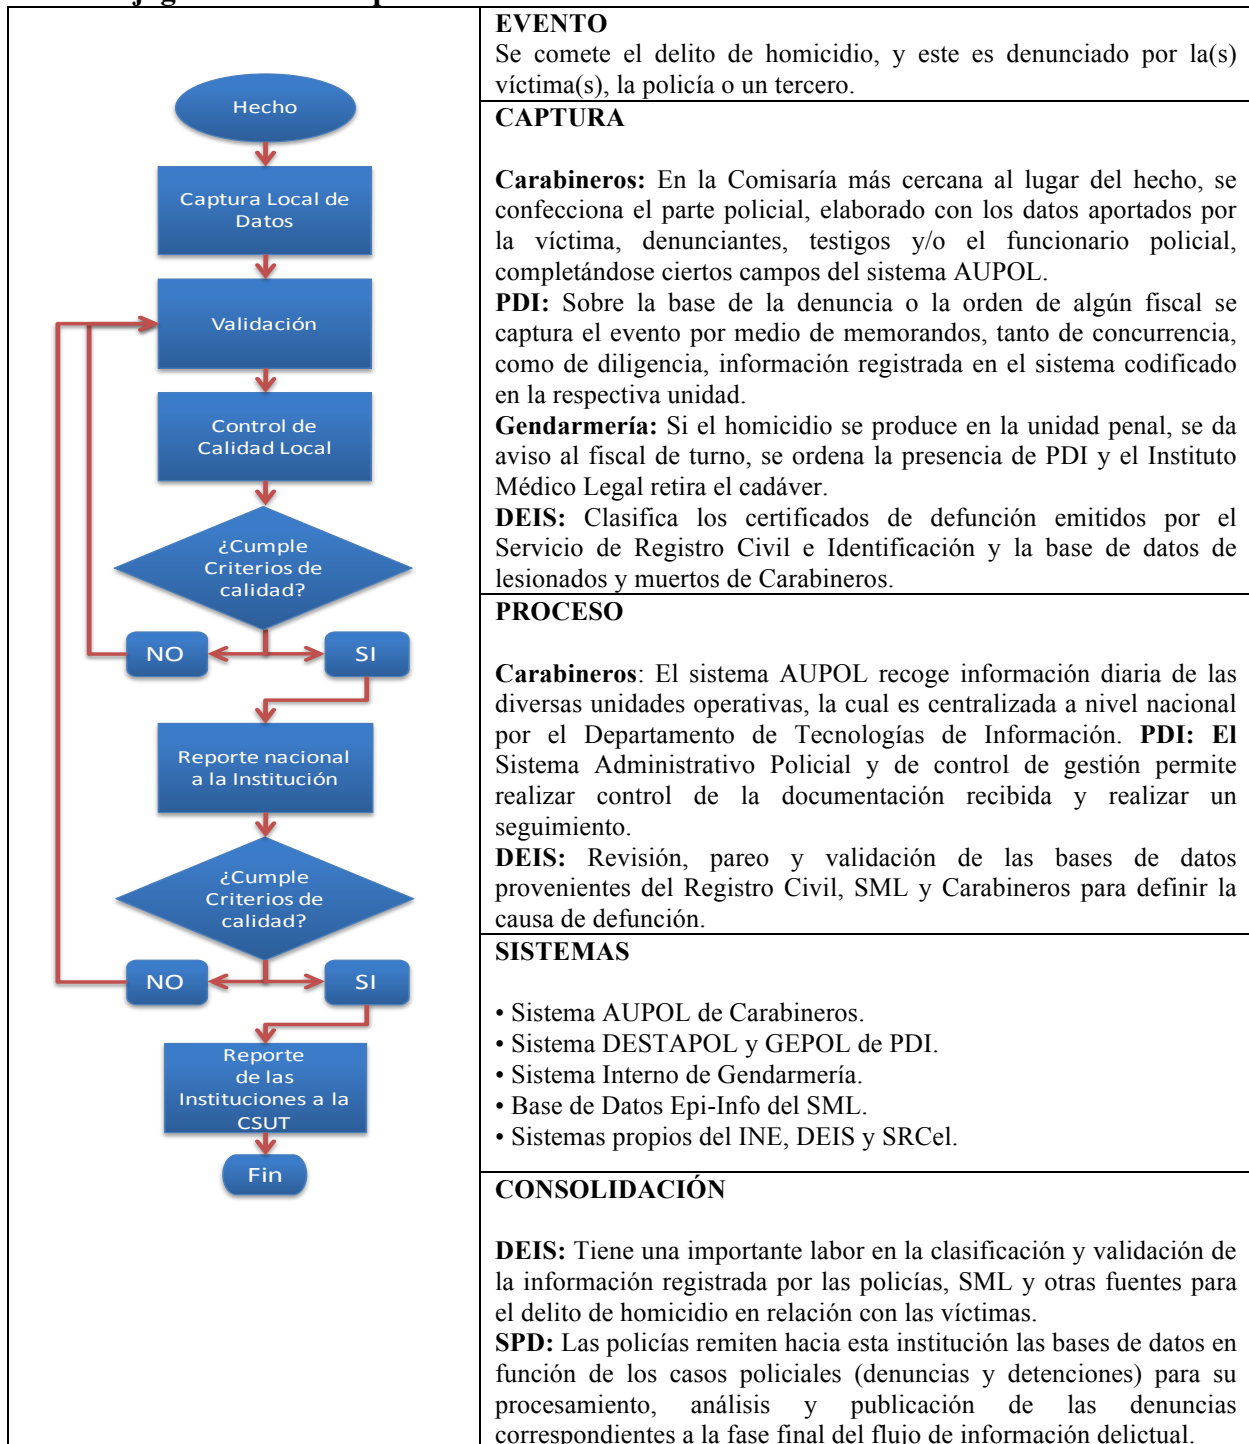 Hecho
Captura Local de
Datos
Validación
Control de
Calidad Local
¿Cumple
Criterios de
calidad?
NO
SI
Reporte nacional
a la Institución
¿Cumple
Criterios de
calidad?
NO
SI
Reporte
de las
Instituciones a la
CSUT
Fin
EVENTO
Se comete el delito de homicidio, y este es denunciado por la(s)
víctima(s), la policía o un tercero.
CAPTURA
Carabineros: En la Comisaría más cercana al lugar del hecho, se
confecciona el parte policial, elaborado con los datos aportados por
la víctima, denunciantes, testigos y/o el funcionario policial,
completándose ciertos campos del sistema AUPOL.
PDI: Sobre la base de la denuncia o la orden de algún fiscal se
captura el evento por medio de memorandos, tanto de concurrencia,
como de diligencia, información registrada en el sistema codificado
en la respectiva unidad.
Gendarmería: Si el homicidio se produce en la unidad penal, se da
aviso al fiscal de turno, se ordena la presencia de PDI y el Instituto
Médico Legal retira el cadáver.
DEIS: Clasifica los certificados de defunción emitidos por el
Servicio de Registro Civil e Identificación y la base de datos de
lesionados y muertos de Carabineros.
PROCESO
Carabineros: El sistema AUPOL recoge información diaria de las
diversas unidades operativas, la cual es centralizada a nivel nacional
por el Departamento de Tecnologías de Información. PDI: El
Sistema Administrativo Policial y de control de gestión permite
realizar control de la documentación recibida y realizar un
seguimiento.
DEIS: Revisión, pareo y validación de las bases de datos
provenientes del Registro Civil, SML y Carabineros para definir la
causa de defunción.
SISTEMAS
• Sistema AUPOL de Carabineros.
• Sistema DESTAPOL y GEPOL de PDI.
• Sistema Interno de Gendarmería.
• Base de Datos Epi-Info del SML.
• Sistemas propios del INE, DEIS y SRCel.
CONSOLIDACIÓN
DEIS: Tiene una importante labor en la clasificación y validación de
la información registrada por las policías, SML y otras fuentes para
el delito de homicidio en relación con las víctimas.
SPD: Las policías remiten hacia esta institución las bases de datos en
función de los casos policiales (denuncias y detenciones) para su
procesamiento, análisis y publicación de las denuncias
correspondientes a la fase final del flujo de información delictual.